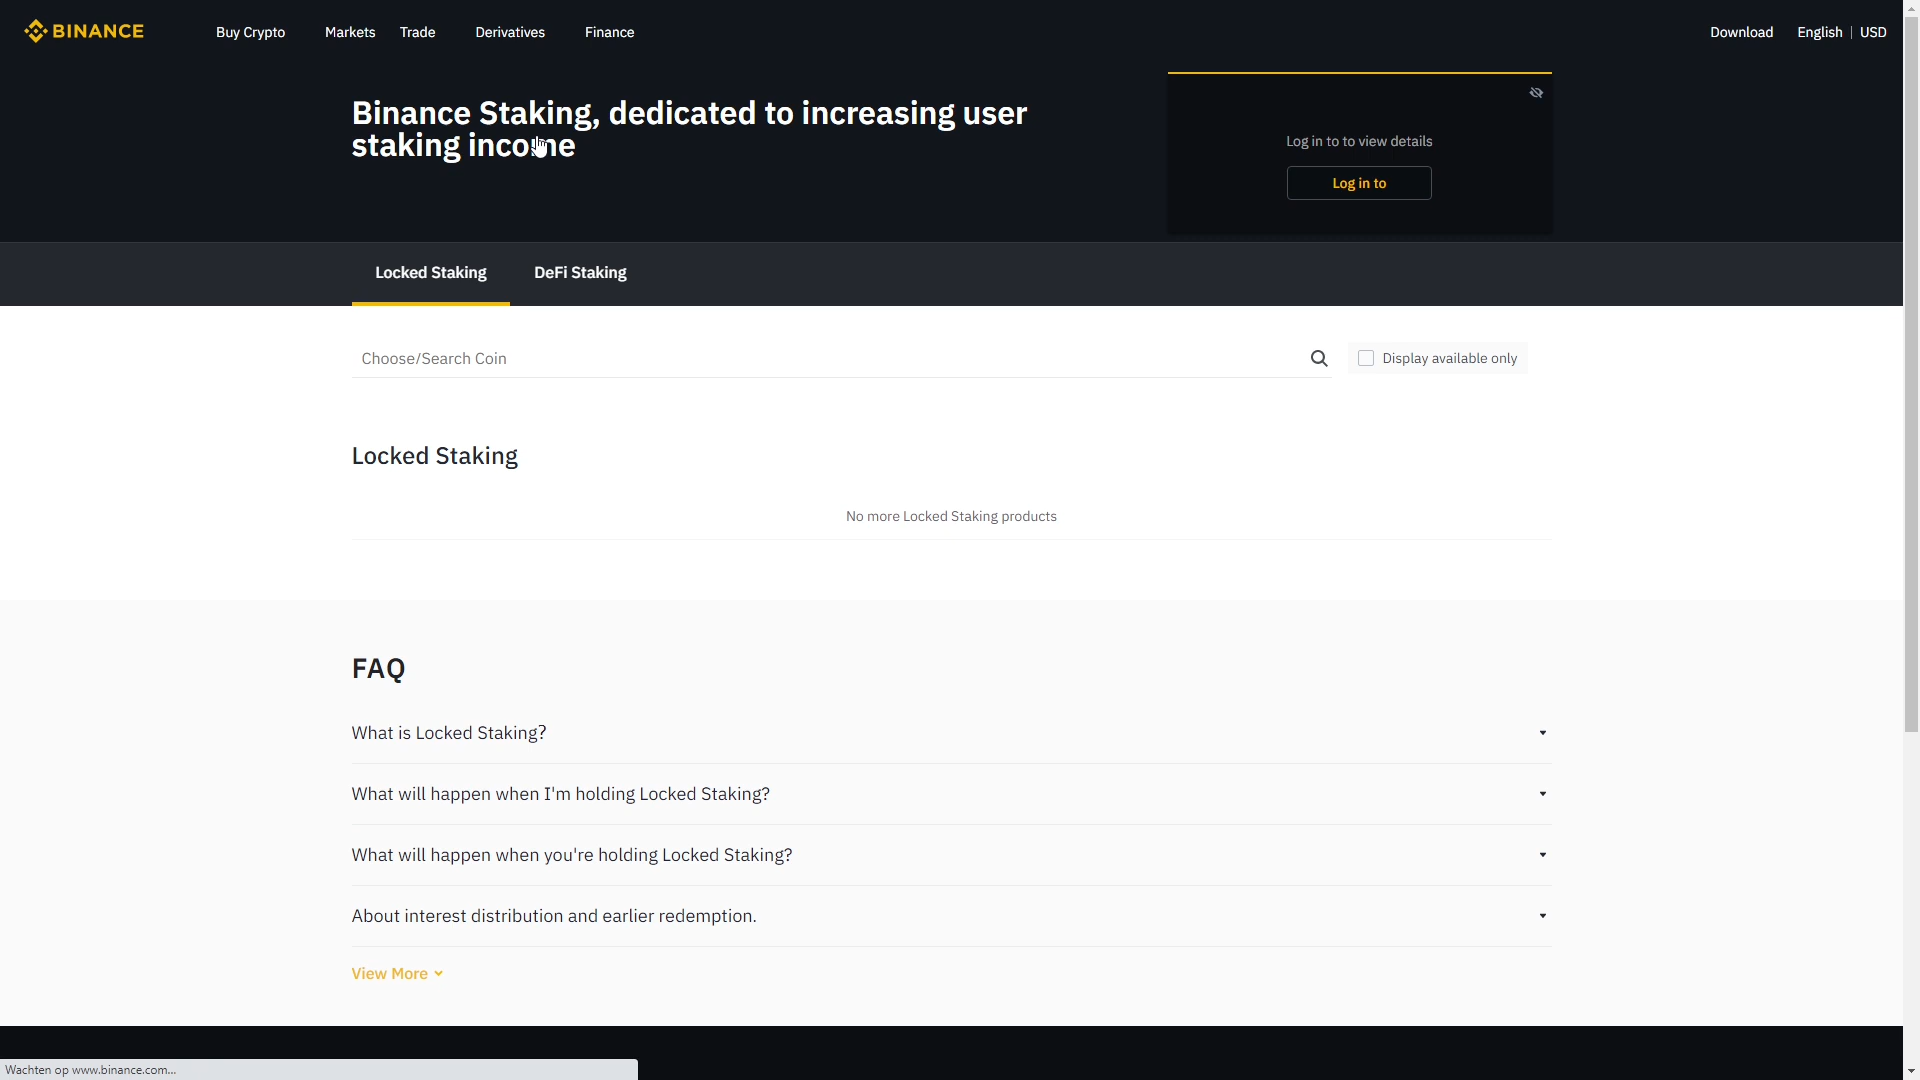 BINANCE
Buy Crypto
Markets
Trade
Derivatives
Finance
Download
English
USD
Binance Staking, dedicated to increasing user
staking income
Log in to to view details
Log in to
Locked Staking
DeFi Staking
Choose/Search Coin
Display available only
Locked Staking
No more Locked Staking products
FAQ
What is Locked Staking?
What will happen when I'm holding Locked Staking?
What will happen when you're holding Locked Staking?
About interest distribution and earlier redemption.
View More
Wachten op www.binance.com...